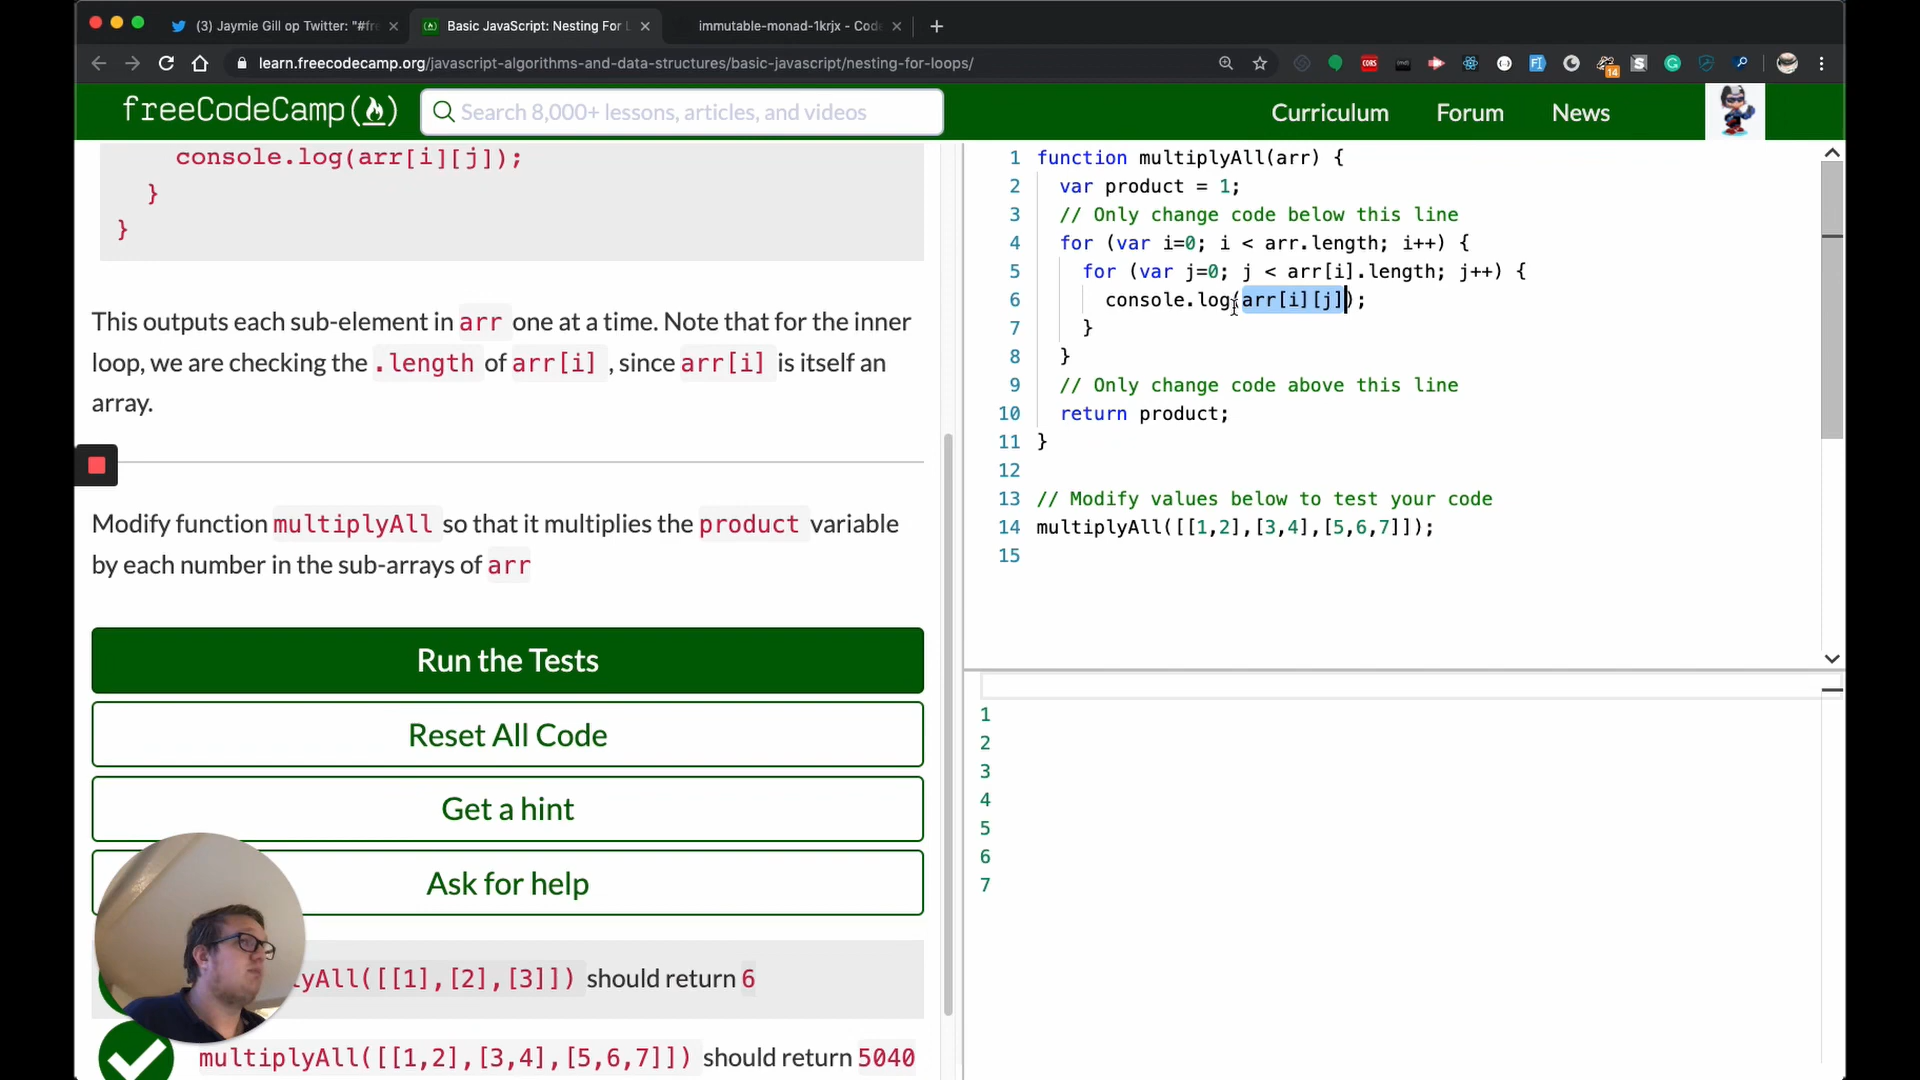 (3) Jaymie Gill op Twitter: "#fre
Basic JavaScript: Nesting For L
immutable-monad-1krjx - Code
learn.freecodecamp.org/javascript-algorithms-and-data-structures/basic-javascript/nesting-for-loops/
CORS
14
freeCodeCamp
Search 8,000+ lessons, articles, and videos
Curriculum
Forum
News
console.log(arr[i][j]);
}
}
This outputs each sub-element in arr one at a time. Note that for the inner
loop, we are checking the .length of arr[i] , since arr[i] is itself an
array.
Modify function multiplyAll so that it multiplies the product variable
by each number in the sub-arrays of arr
Run the Tests
Reset All Code
Get a hint
Ask for help
lyAll([[1],[2],[3]]) should return 6
multiplyAll([[1,2],[3,4],[5,6,7]]) should return 5040
1 function multiplyAll(arr) {
2 var product = 1;
3 // Only change code below this line
4 for (var i=0; i < arr.length; i++) {
5 for (var j=0; j < arr[i].length; j++) {
6 console.log(arr[i][j]);
7 }
8 }
9 // Only change code above this line
10 return product;
11 }
12
13 // Modify values below to test your code
14 multiplyAll([[1,2],[3,4],[5,6,7]]);
15
1
2
3
4
5
6
7